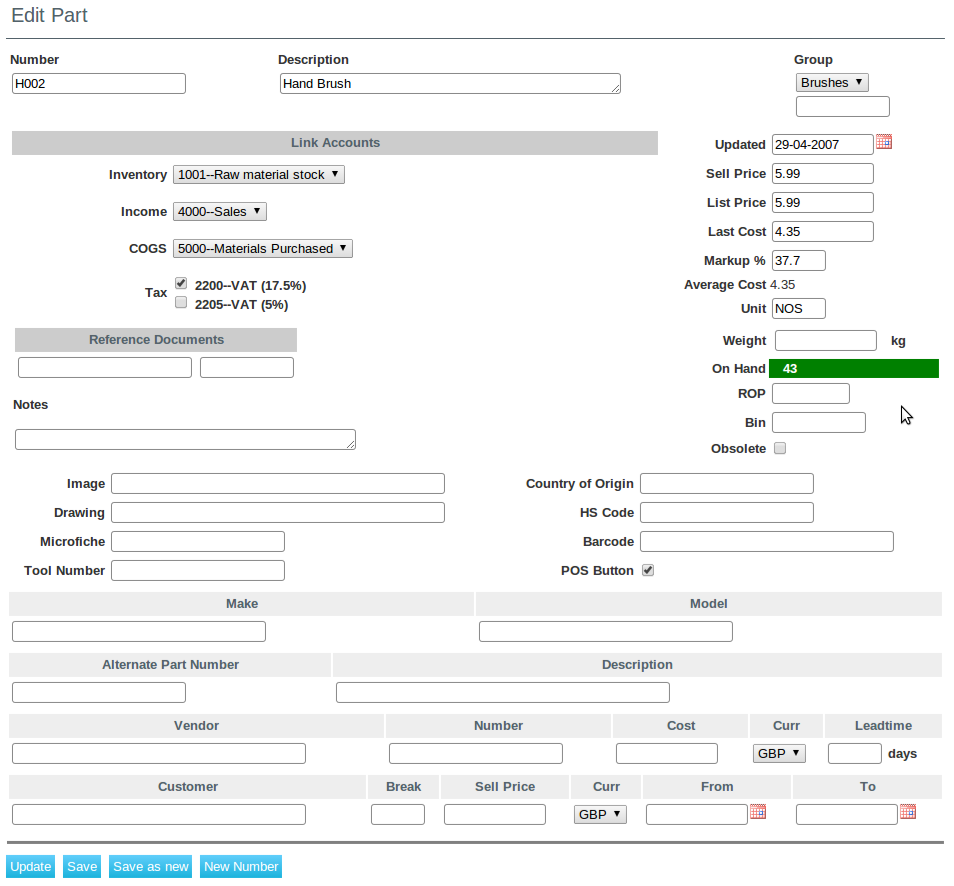 Edit Part
Number Description Group
H002 Hand Brush Brushes
Link Accounts
Updated 29-04-2007
Inventory 1001--Raw material stock
Sell Price 5.99
List Price 5.99
Income 4000--Sales
Last Cost 4.35
COGS 5000--Materials Purchased
Markup % 37.7
Average Cost 4.35
Tax 2200--VAT (17.5%)
2205--VAT (5%)
Unit NOS
Reference Documents
Weight kg
On Hand 43
ROP
Notes
Bin
Obsolete
Image Country of Origin
Drawing HS Code
Microfiche Barcode
Tool Number POS Button
Make Model
Alternate Part Number Description
Vendor Number Cost Curr Leadtime
GBP days
Customer Break Sell Price Curr From To
GBP
Update Save Save as new New Number